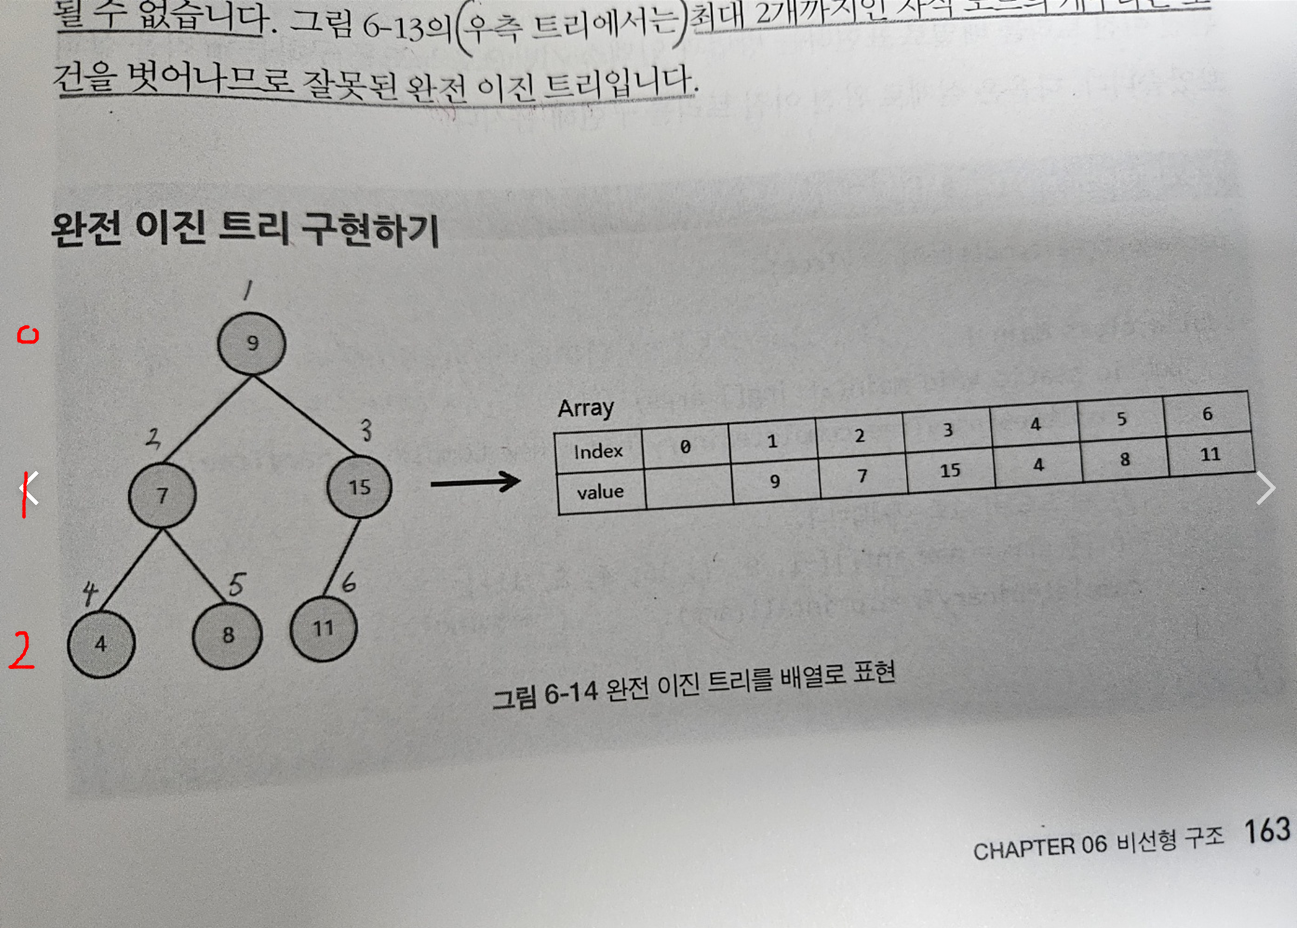 될 수 없습니다. 그림 6-13의(우측 트리에서는)최대 2개까지인 자식 노드의 개수라는 조
건을 벗어나므로 잘못된 완전 이진 트리입니다.
완전 이진 트리 구현하기
1
0
9
2
3
1
7
15
4
5
6
2
4
8
11
Array
Index 0 1 2 3 4 5 6
value 9 7 15 4 8 11
그림 6-14 완전 이진 트리를 배열로 표현
CHAPTER 06 비선형 구조 163